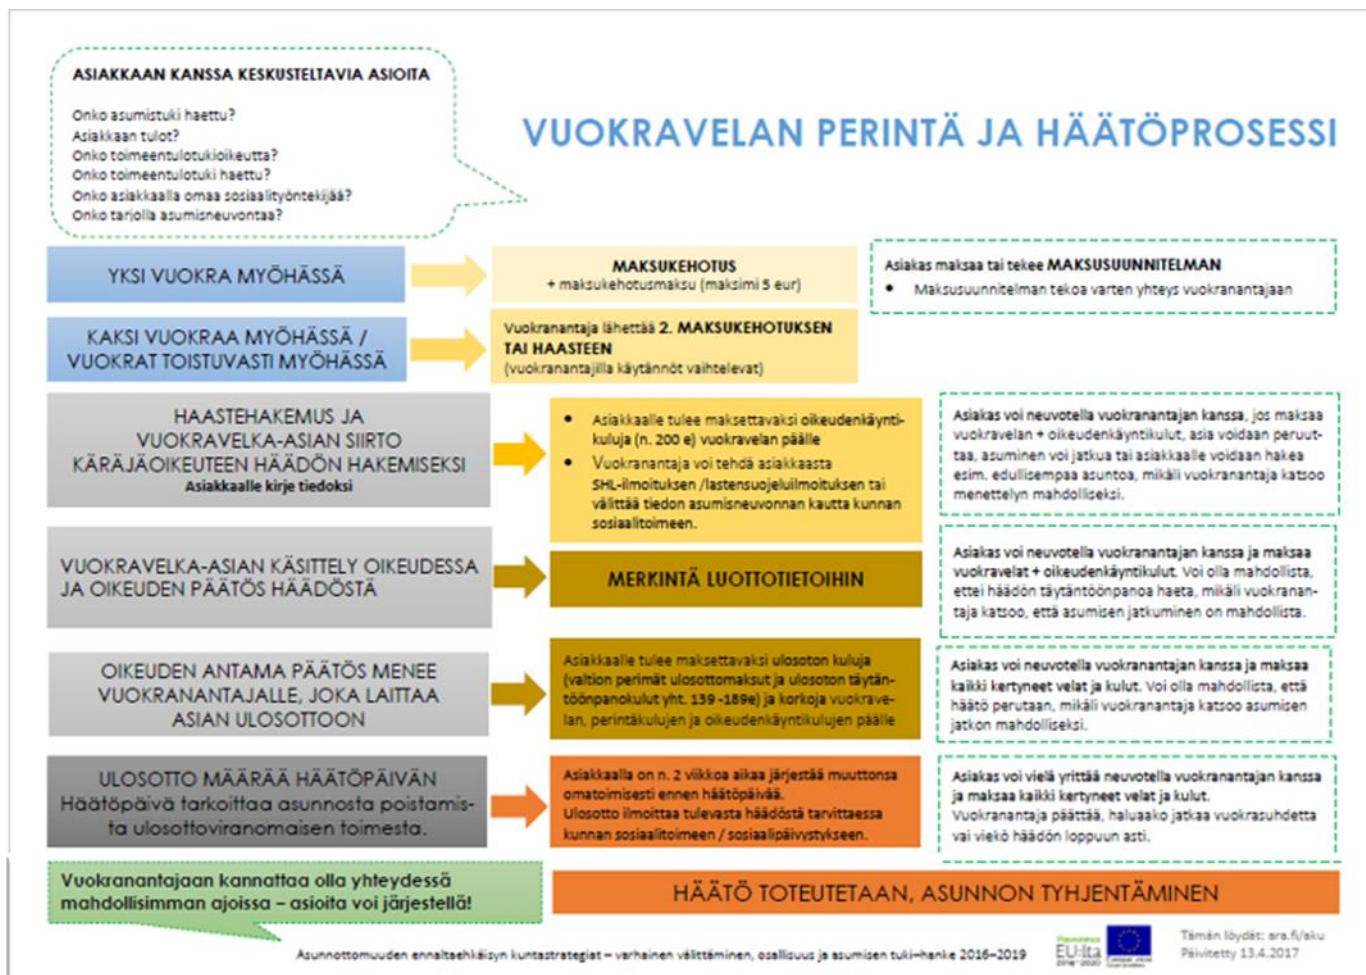 ASIAKKAAN KANSSA KESKUSTELTAVIA ASIOITA
Onko asumistuki haettu?
Asiakkaan tulot?
Onko toimeentulotukioikeutta?
Onko toimeentulotuki haettu?
Onko asiakkaalla omaa sosiaalityöntekijää?
Onko tarjolla asumisneuvontaa?
VUOKRAVELAN PERINTÄ JA HÄÄTÖPROSESSI
YKSI VUOKRA MYÖHÄSSÄ
MAKSUKEHOTUS
+ maksukehotusmaksu (maksimi 5 eur)
Asiakas maksaa tai tekee MAKSUSUUNNITELMAN
• Maksusuunnitelman tekoa varten yhteys vuokranantajaan
KAKSI VUOKRAA MYÖHÄSSÄ /
VUOKRAT TOISTUVASTI MYÖHÄSSÄ
Vuokranantaja lähettää 2. MAKSUKEHOTUKSEN
TAI HAASTEEN
(vuokranantajilla käytännöt vaihtelevat)
HAASTEHAKEMUS JA
VUOKRAVELKA-ASIAN SIIRTO
KÄRÄJÄOIKEUTEEN HÄÄDÖN HAKEMISEKSI
Asiakkaalle kirje tiedoksi
• Asiakkaalle tulee maksettavaksi oikeudenkäynti-
kuluja (n. 200 e) vuokravelan päälle
• Vuokranantaja voi tehdä asiakkaasta
SHL-ilmoituksen /lastensuojeluilmoituksen tai
välittää tiedon asumisneuvonnan kautta kunnan
sosiaalitoimeen.
Asiakas voi neuvotella vuokranantajan kanssa, jos maksaa
vuokravelan + oikeudenkäyntikulut, asia voidaan peruut-
taa, asuminen voi jatkua tai asiakkaalle voidaan hakea
esim. edullisempaa asuntoa, mikäli vuokranantaja katsoo
menettelyn mahdolliseksi.
VUOKRAVELKA-ASIAN KÄSITTELY OIKEUDESSA
JA OIKEUDEN PÄÄTÖS HÄÄDÖSTÄ
MERKINTÄ LUOTTOTIETOIHIN
Asiakas voi neuvotella vuokranantajan kanssa ja maksaa
vuokravelat + oikeudenkäyntikulut. Voi olla mahdollista,
ettei häädön täytäntöönpanoa haeta, mikäli vuokranan-
taja katsoo, että asumisen jatkuminen on mahdollista.
OIKEUDEN ANTAMA PÄÄTÖS MENEE
VUOKRANANTAJALLE, JOKA LAITTAA
ASIAN ULOSOTTOON
Asiakkaalle tulee maksettavaksi ulosoton kuluja
(valtion perimät ulosottomaksut ja ulosoton täytän-
töönpanokulut yht. 139 -189e) ja korkoja vuokrave-
lan, perintäkulujen ja oikeudenkäyntikulujen päälle
Asiakas voi neuvotella vuokranantajan kanssa ja maksaa
kaikki kertyneet velat ja kulut. Voi olla mahdollista, että
häätö perutaan, mikäli vuokranantaja katsoo asumisen
jatkon mahdolliseksi.
ULOSOTTO MÄÄRÄÄ HÄÄTÖPÄIVÄN
Häätöpäivä tarkoittaa asunnosta poistamis-
ta ulosottoviranomaisen toimesta.
Asiakkaalla on n. 2 viikkoa aikaa järjestää muuttonsa
omatoimisesti ennen häätöpäivää.
Ulosotto ilmoittaa tulevasta häädöstä tarvittaessa
kunnan sosiaalitoimeen / sosiaalipäivystykseen.
Asiakas voi vielä yrittää neuvotella vuokranantajan kanssa
ja maksaa kaikki kertyneet velat ja kulut.
Vuokranantaja päättää, haluaako jatkaa vuokrasuhdetta
vai viekö häädön loppuun asti.
Vuokranantajaan kannattaa olla yhteydessä
mahdollisimman ajoissa – asioita voi järjestellä!
HÄÄTÖ TOTEUTETAAN, ASUNNON TYHJENTÄMINEN
Asunnottomuuden ennaltaehkäisyn kuntastrategiat – varhainen välittäminen, osallisuus ja asumisen tuki–hanke 2016–2019
EU:lta
Tämän löydät: ara.fi/aku
Päivitetty 13.4.2017